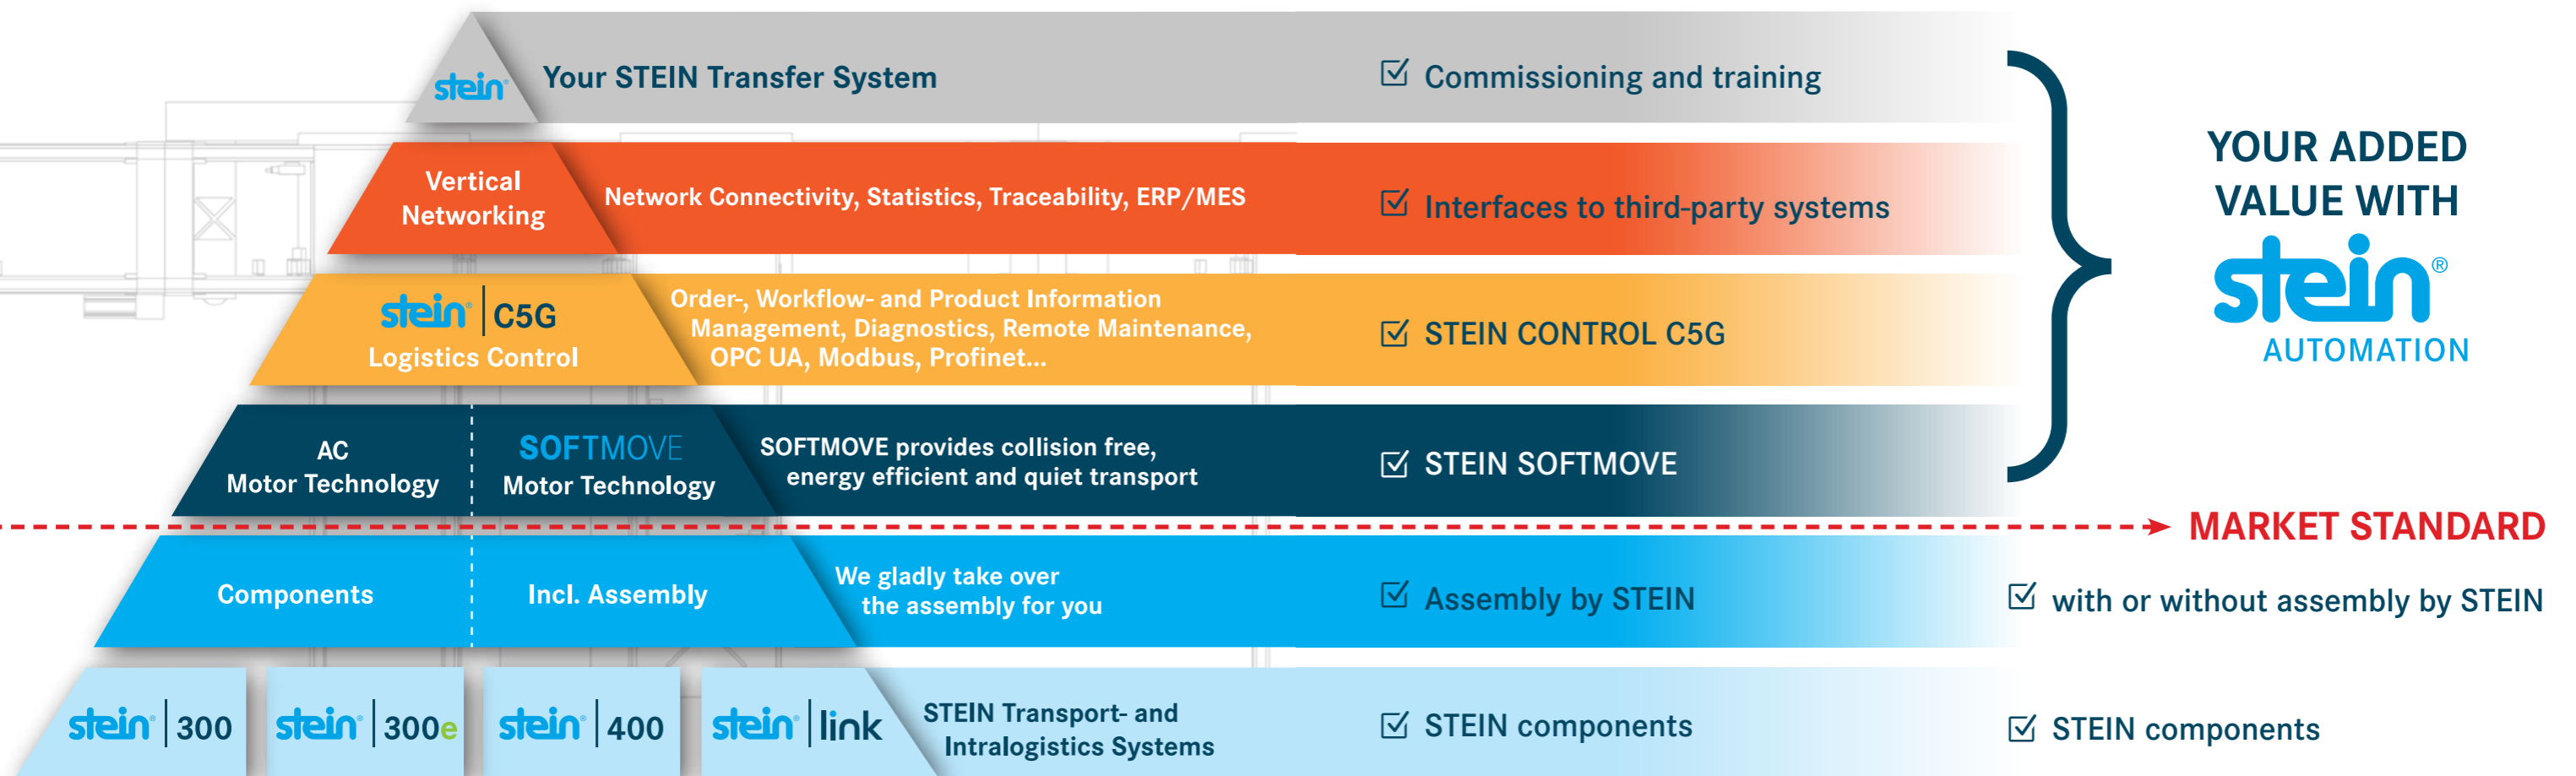 stein®
Your STEIN Transfer System
Commissioning and training
Vertical
Networking
Network Connectivity, Statistics, Traceability, ERP/MES
Interfaces to third-party systems
stein® | C5G
Logistics Control
Order-, Workflow- and Product Information
Management, Diagnostics, Remote Maintenance,
OPC UA, Modbus, Profinet...
STEIN CONTROL C5G
AC
Motor Technology
SOFTMOVE
Motor Technology
SOFTMOVE provides collision free,
energy efficient and quiet transport
STEIN SOFTMOVE
YOUR ADDED
VALUE WITH
stein®
AUTOMATION
MARKET STANDARD
Components
Incl. Assembly
We gladly take over
the assembly for you
Assembly by STEIN
with or without assembly by STEIN
stein® | 300
stein® | 300e
stein® | 400
stein® | link
STEIN Transport- and
Intralogistics Systems
STEIN components
STEIN components